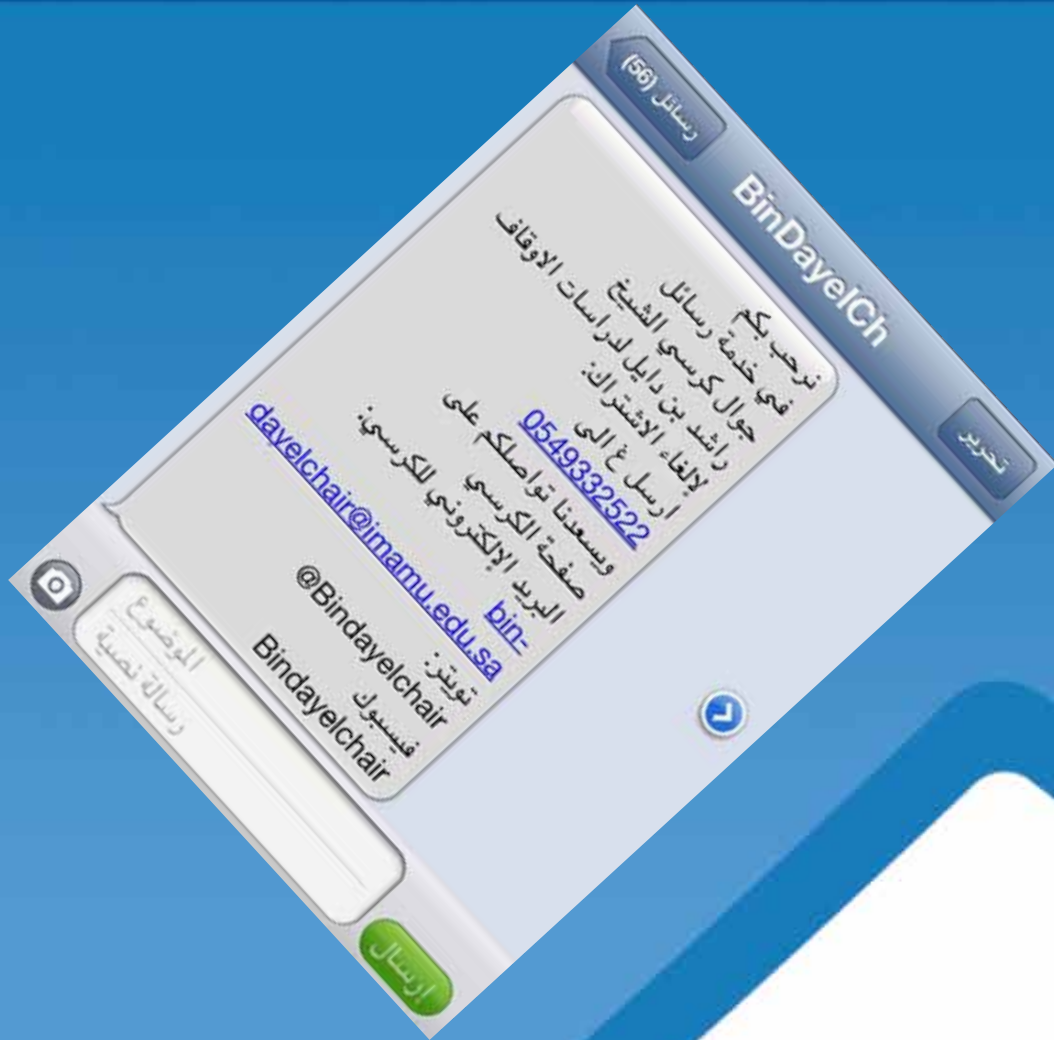 رسائل (56)
BinDayelCh
تحرير
نرحب بكم
في خدمة رسائل
جوال كرسي الشيخ
راشد بن دايل لدراسات الاوقاف
لإلغاء الاشتراك:
ارسل غ الى
0549332522
ويسعدنا تواصلكم على
صفحة الكرسي
البريد الإلكتروني للكرسي:
bin-
dayelchair@imamu.edu.sa
تويتر:
@Bindayelchair
فيسبوك
Bindayelchair
الموضوع
رسالة نصية
إرسال